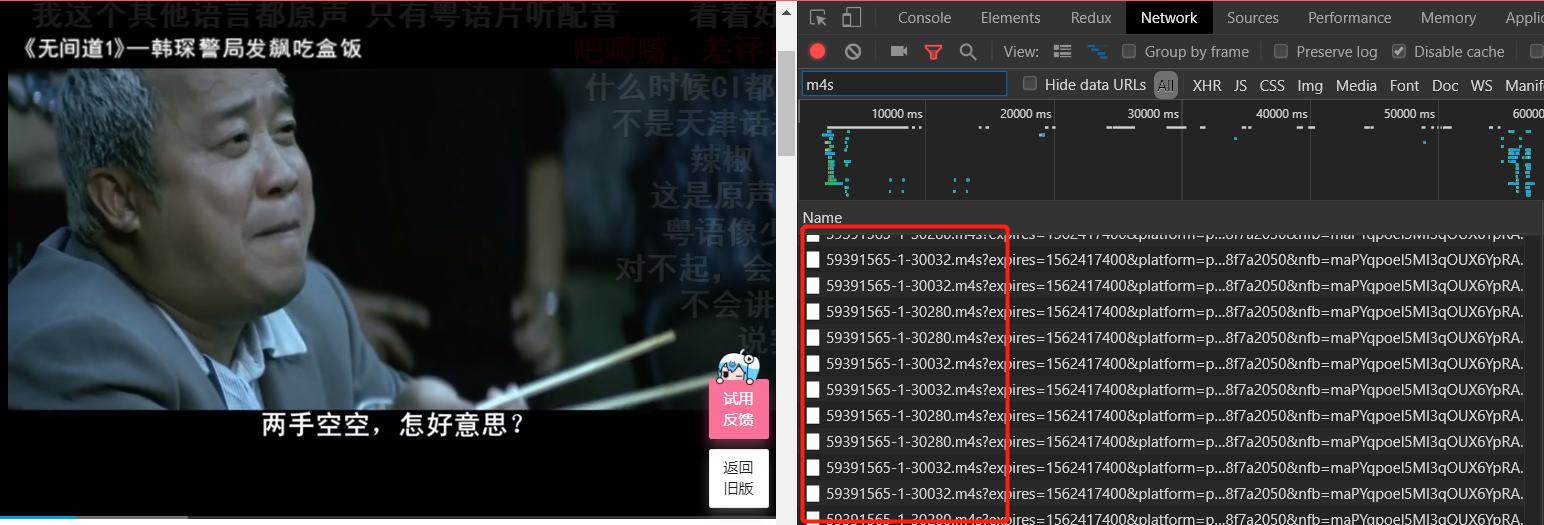 我这个其他语言都原声 只有粤语片听配音
看着好
《无间道1》—韩琛警局发飙吃盒饭
吧唧嘴，差评
什么时候CI都
不是天津话
辣椒
这是原声
粤语像少
对不起，会
不会讲
说
试用
反馈
返回
旧版
两手空空，怎好意思？
Console Elements Redux Network Sources Performance Memory Applic
View: Group by frame Preserve log Disable cache
m4s Hide data URLs All XHR JS CSS Img Media Font Doc WS Manif
10000 ms 20000 ms 30000 ms 40000 ms 50000 ms 60000
Name
59391565-1-30280.m4s?expires=1562417400&platform=p...8f7a2050&nfb=maPYqpoel5MI3qOUX6YpRA.
59391565-1-30032.m4s?expires=1562417400&platform=p...8f7a2050&nfb=maPYqpoel5MI3qOUX6YpRA.
59391565-1-30032.m4s?expires=1562417400&platform=p...8f7a2050&nfb=maPYqpoel5MI3qOUX6YpRA.
59391565-1-30280.m4s?expires=1562417400&platform=p...8f7a2050&nfb=maPYqpoel5MI3qOUX6YpRA.
59391565-1-30280.m4s?expires=1562417400&platform=p...8f7a2050&nfb=maPYqpoel5MI3qOUX6YpRA.
59391565-1-30032.m4s?expires=1562417400&platform=p...8f7a2050&nfb=maPYqpoel5MI3qOUX6YpRA.
59391565-1-30032.m4s?expires=1562417400&platform=p...8f7a2050&nfb=maPYqpoel5MI3qOUX6YpRA.
59391565-1-30280.m4s?expires=1562417400&platform=p...8f7a2050&nfb=maPYqpoel5MI3qOUX6YpRA.
59391565-1-30280.m4s?expires=1562417400&platform=p...8f7a2050&nfb=maPYqpoel5MI3qOUX6YpRA.
59391565-1-30032.m4s?expires=1562417400&platform=p...8f7a2050&nfb=maPYqpoel5MI3qOUX6YpRA.
59391565-1-30032.m4s?expires=1562417400&platform=p...8f7a2050&nfb=maPYqpoel5MI3qOUX6YpRA.
59391565-1-30280.m4s?expires=1562417400&platform=p...8f7a2050&nfb=maPYqpoel5MI3qOUX6YpRA.